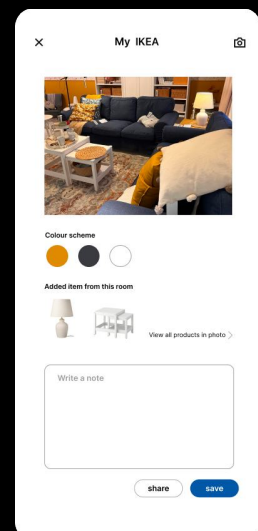 My IKEA
Colour scheme
Added item from this room
View all products in photo
Write a note
share
save